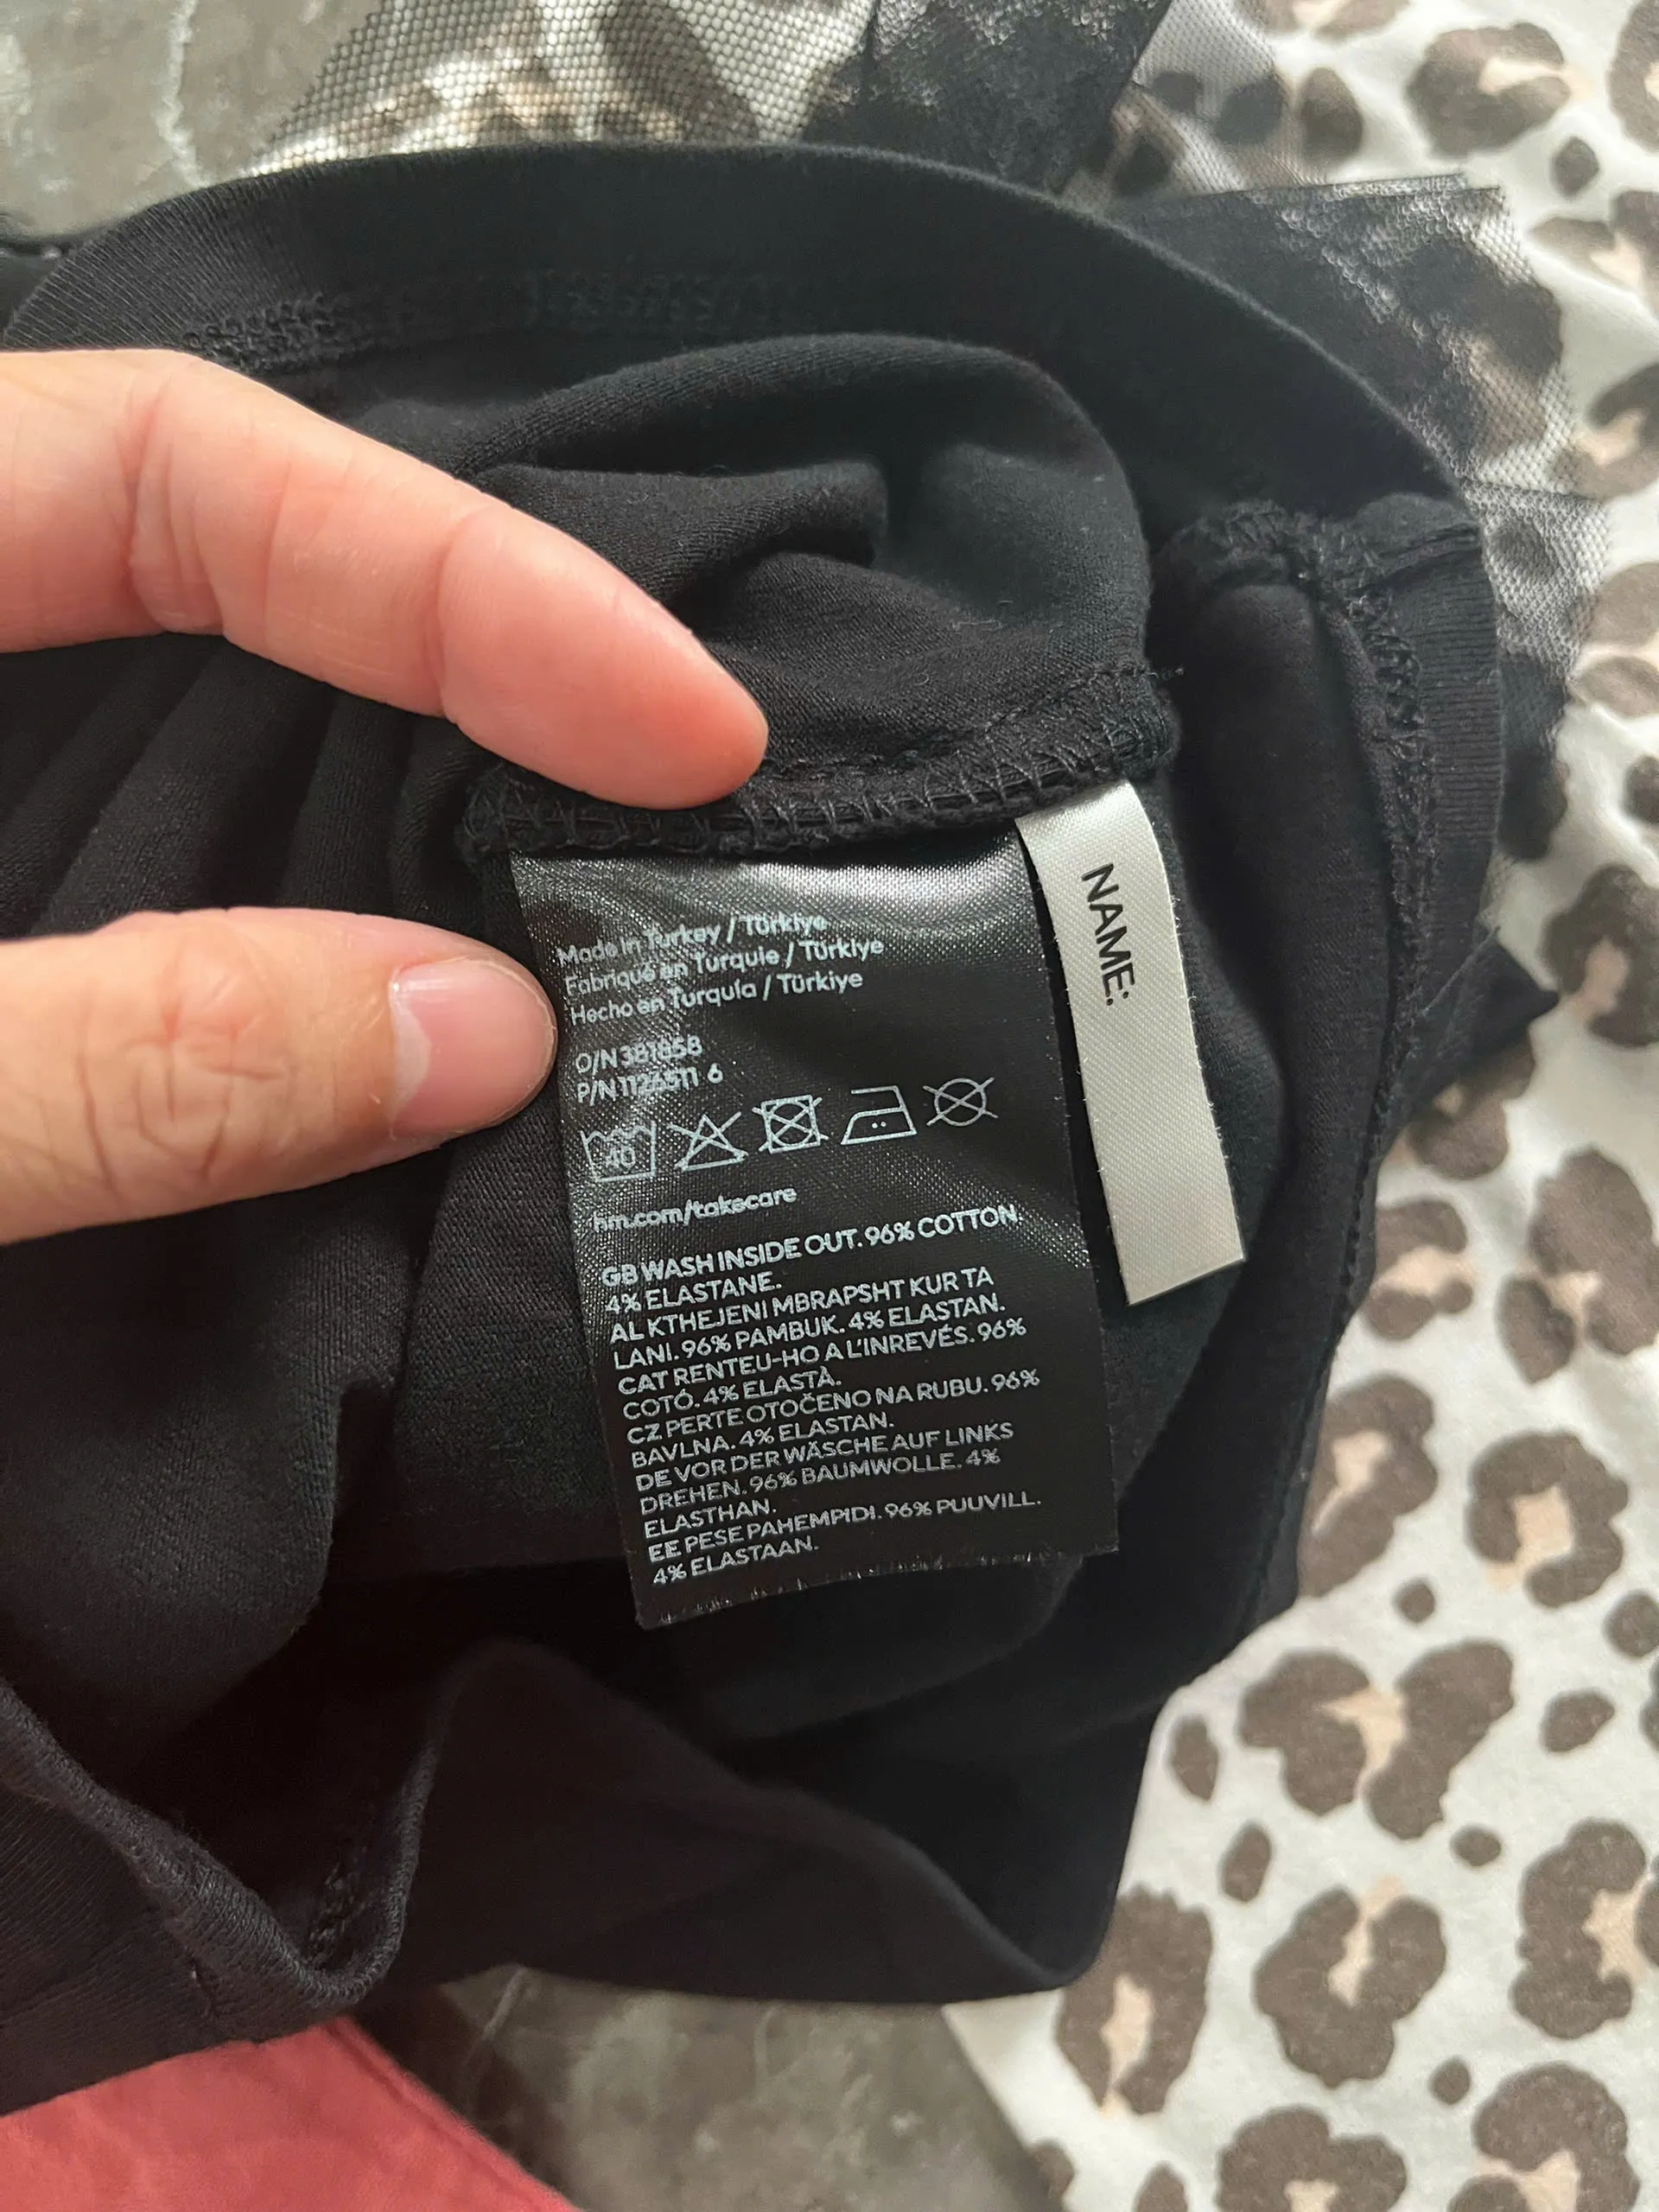 Made in Turkey / Türkiye
Fabriqué en Turquie / Türkiye
Hecho en Turquía / Türkiye
O/N 381858
P/N 1123511 6
40
hm.com/takecare
GB WASH INSIDE OUT. 96% COTTON.
4% ELASTANE.
AL KTHEJENI MBRAPSHT KUR TA
LANI. 96% PAMBUK. 4% ELASTAN.
CAT RENTEU-HO A L'INREVÉS. 96%
COTÓ. 4% ELASTÀ.
CZ PERTE OTOČENO NA RUBU. 96%
BAVLNA. 4% ELASTAN.
DE VOR DER WÄSCHE AUF LINKS
DREHEN. 96% BAUMWOLLE. 4%
ELASTHAN.
EE PESE PAHEMPIDI. 96% PUUVILL.
4% ELASTAAN.
NAME: